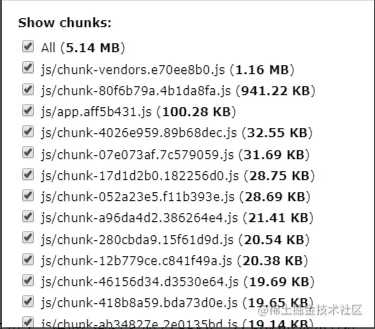 Show chunks:
All (5.14 MB)
js/chunk-vendors.e70ee8b0.js (1.16 MB)
js/chunk-80f6b79a.4b1da8fa.js (941.22 KB)
js/app.aff5b431.js (100.28 KB)
js/chunk-4026e959.89b68dec.js (32.55 KB)
js/chunk-07e073af.7c579059.js (31.69 KB)
js/chunk-17d1d2b0.182256d0.js (28.75 KB)
js/chunk-052a23e5.f11b393e.js (28.69 KB)
js/chunk-a96da4d2.386264e4.js (21.41 KB)
js/chunk-280cbda9.15f61d9d.js (20.54 KB)
js/chunk-12b779ce.c841f49a.js (20.38 KB)
js/chunk-46156d34.d3530e64.js (19.69 KB)
js/chunk-418b8a59.bda73d0e.js (19.65 KB)
@稀土掘金技术社区
js/chunk-ab34827e.2e0135bd.js (19.14 KB)